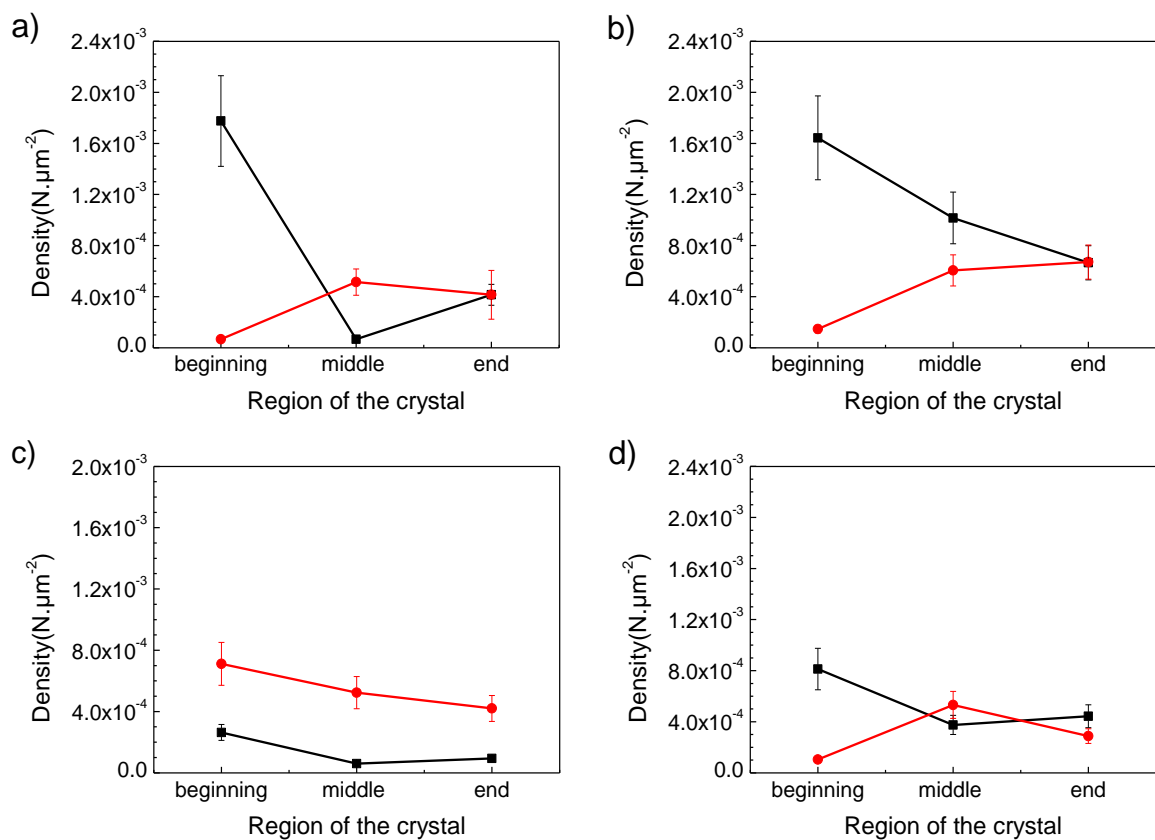 a)
2.4x10⁻³
2.0x10⁻³
1.6x10⁻³
1.2x10⁻³
8.0x10⁻⁴
4.0x10⁻⁴
0.0
Density(N.µm⁻²)
beginning middle end
Region of the crystal
b)
2.4x10⁻³
2.0x10⁻³
1.6x10⁻³
1.2x10⁻³
8.0x10⁻⁴
4.0x10⁻⁴
0.0
Density(N.µm⁻²)
beginning middle end
Region of the crystal
c)
2.0x10⁻³
1.6x10⁻³
1.2x10⁻³
8.0x10⁻⁴
4.0x10⁻⁴
0.0
Density(N.µm⁻²)
beginning middle end
Region of the crystal
d)
2.4x10⁻³
2.0x10⁻³
1.6x10⁻³
1.2x10⁻³
8.0x10⁻⁴
4.0x10⁻⁴
0.0
Density(N.µm⁻²)
beginning middle end
Region of the crystal